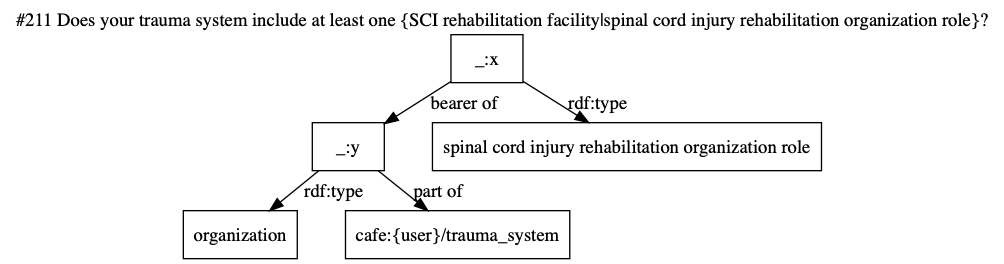 #211 Does your trauma system include at least one {SCI rehabilitation facility|spinal cord injury rehabilitation organization role}?
_:x
bearer of
rdf:type
_:y
spinal cord injury rehabilitation organization role
rdf:type
part of
organization
cafe:{user}/trauma_system